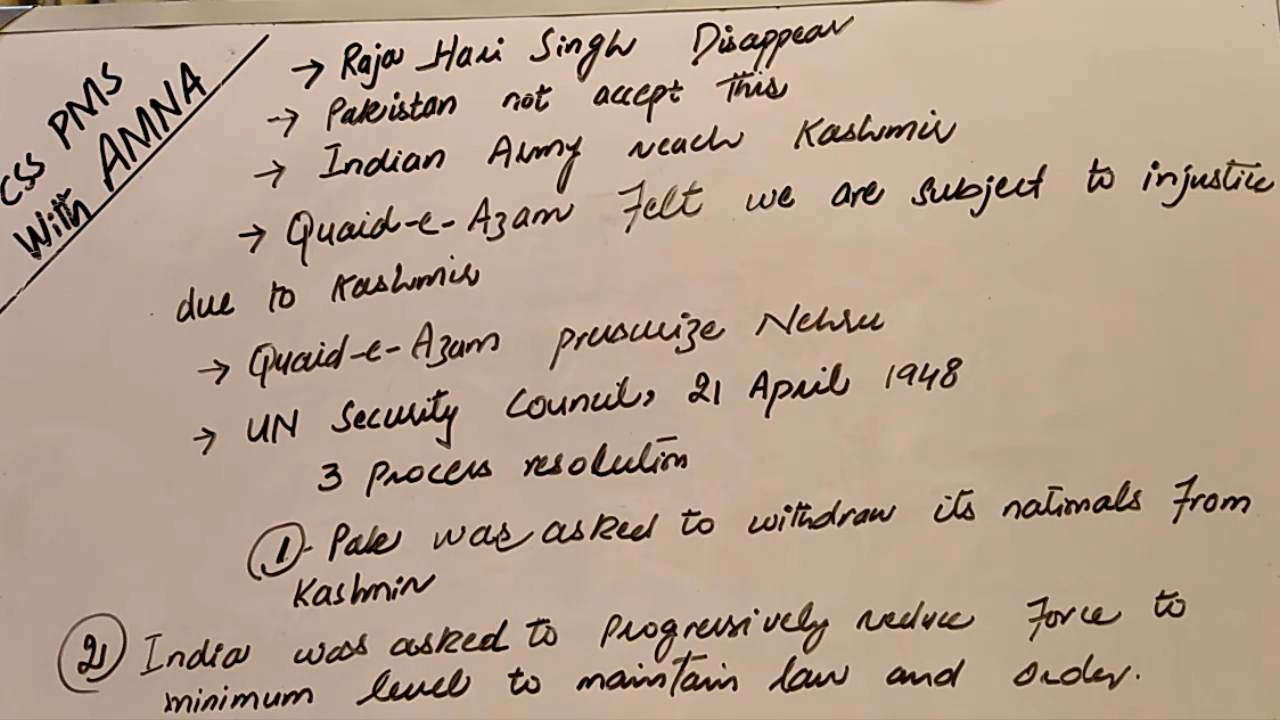 CSS PMS
With AMNA
→ Raja Hari Singh Disappear
→ Pakistan not accept This
→ Indian Army reach Kashmir
→ Quaid-e-Azam Felt we are subject to injustice
due to Kashmir
→ Quaid-e-Azam pressurize Nehru
→ UN Security Council, 21 April 1948
3 Process resolution
① - Pak was asked to withdraw its nationals From
Kashmir
② India was asked to progressively reduce Force to
minimum level to maintain law and order.